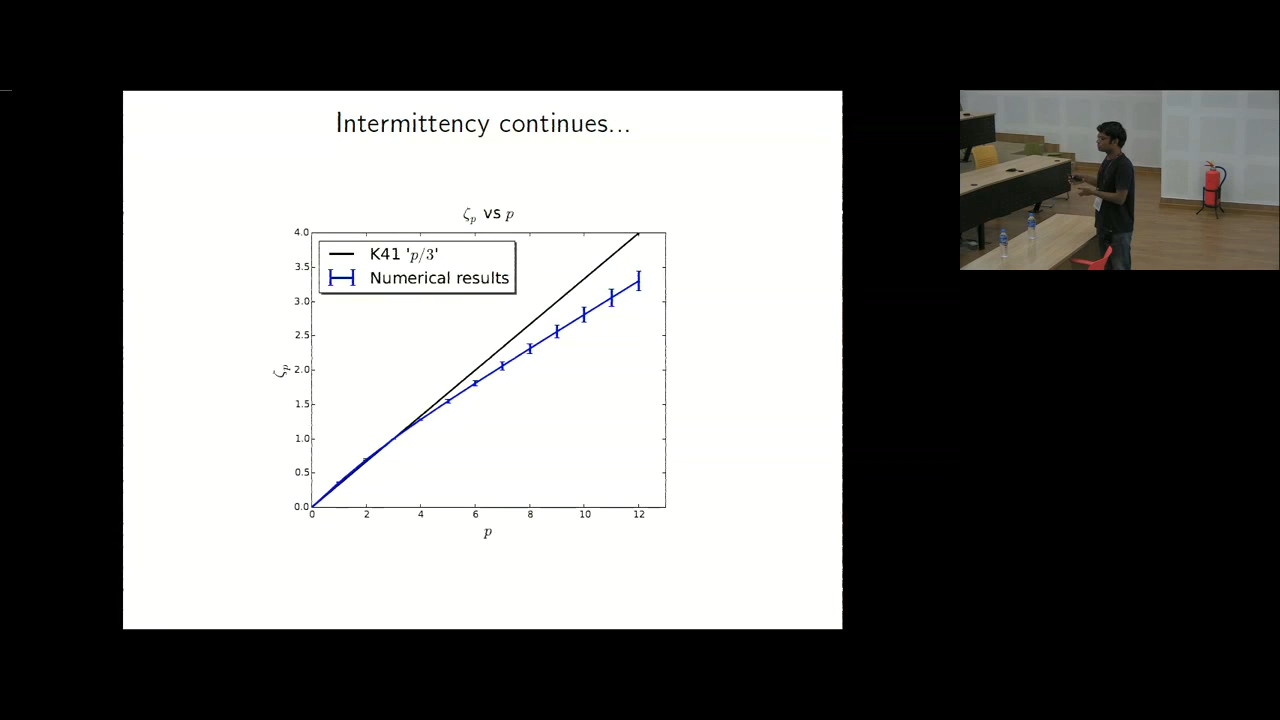 Intermittency continues...
ζₚ vs p
K41 'p/3'
Numerical results
4.0
3.5
3.0
2.5
2.0
1.5
1.0
0.5
0.0
ζₚ
0 2 4 6 8 10 12
p